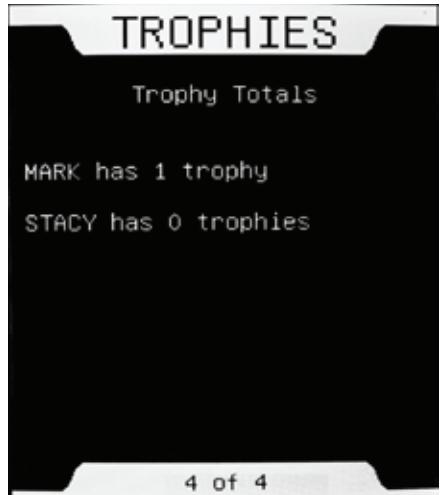 TROPHIES
Trophy Totals
MARK has 1 trophy
STACY has 0 trophies
4 of 4